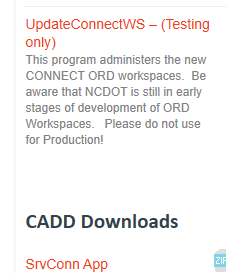 UpdateConnectWS – (Testing
only)
This program administers the new
CONNECT ORD workspaces.  Be
aware that NCDOT is still in early
stages of development of ORD
Workspaces.   Please do not use
for Production!
CADD Downloads
SrvConn App
ZIP